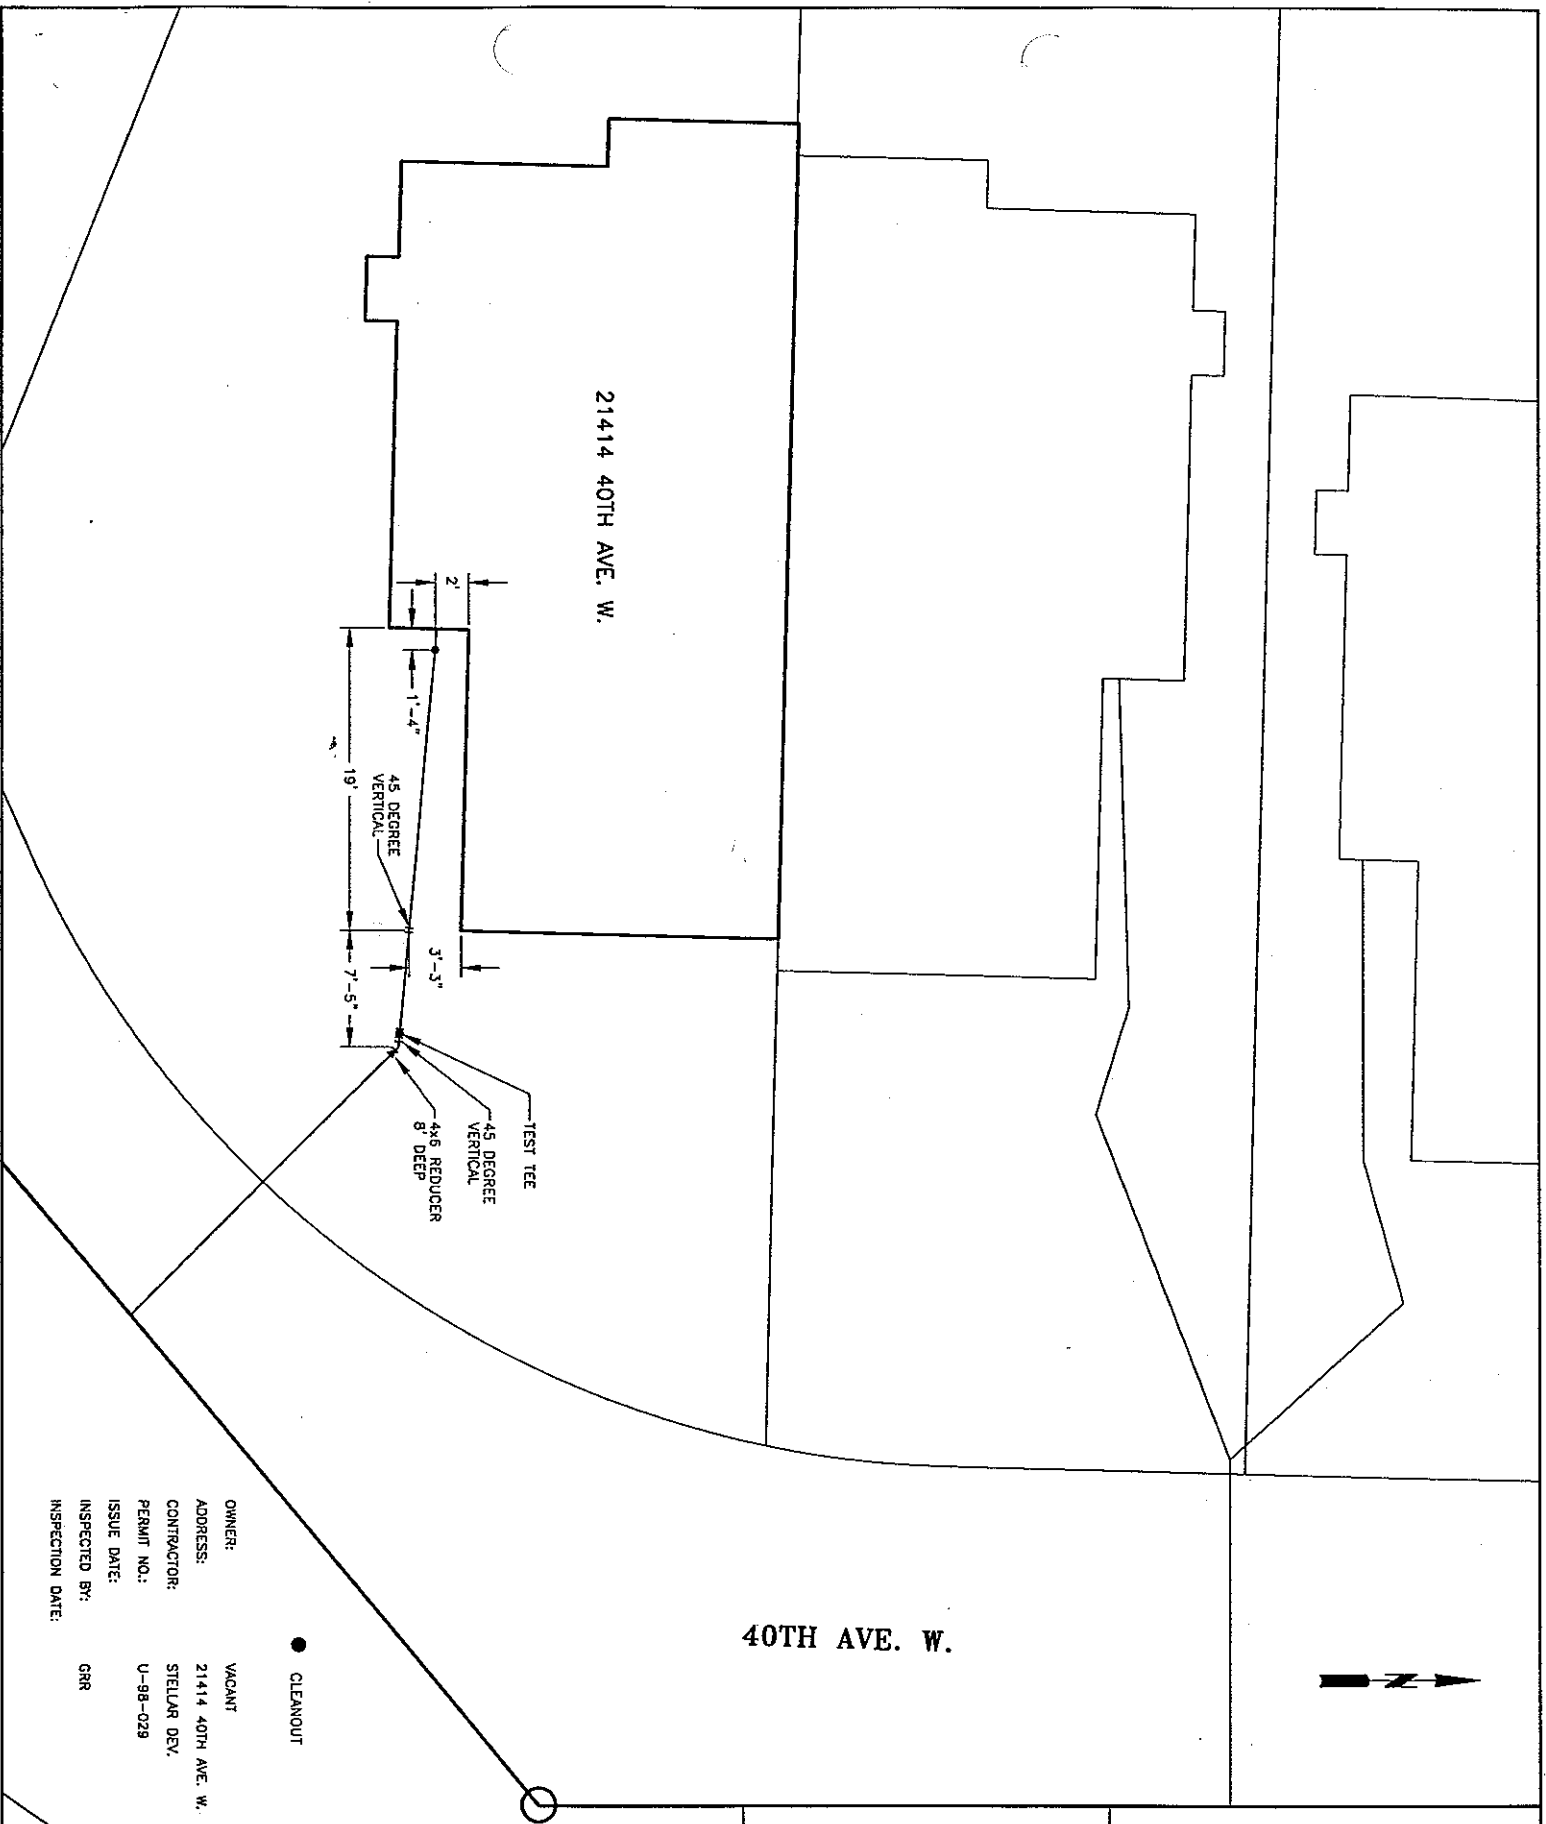 21414 40TH AVE. W.
2'
1'-4"
19'
45 DEGREE
VERTICAL
3'-3"
7'-5"
TEST TEE
45 DEGREE
VERTICAL
4x6 REDUCER
8' DEEP
40TH AVE. W.
N
CLEANOUT
OWNER: VACANT
ADDRESS: 21414 40TH AVE. W.
CONTRACTOR: STELLAR DEV.
PERMIT NO.: U-98-029
ISSUE DATE:
INSPECTED BY: GRR
INSPECTION DATE: